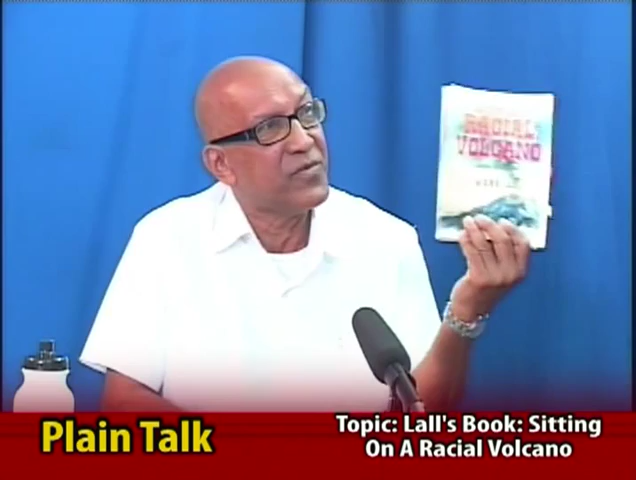 RACIAL
VOLCANO
Plain Talk
Topic: Lall's Book: Sitting
On A Racial Volcano